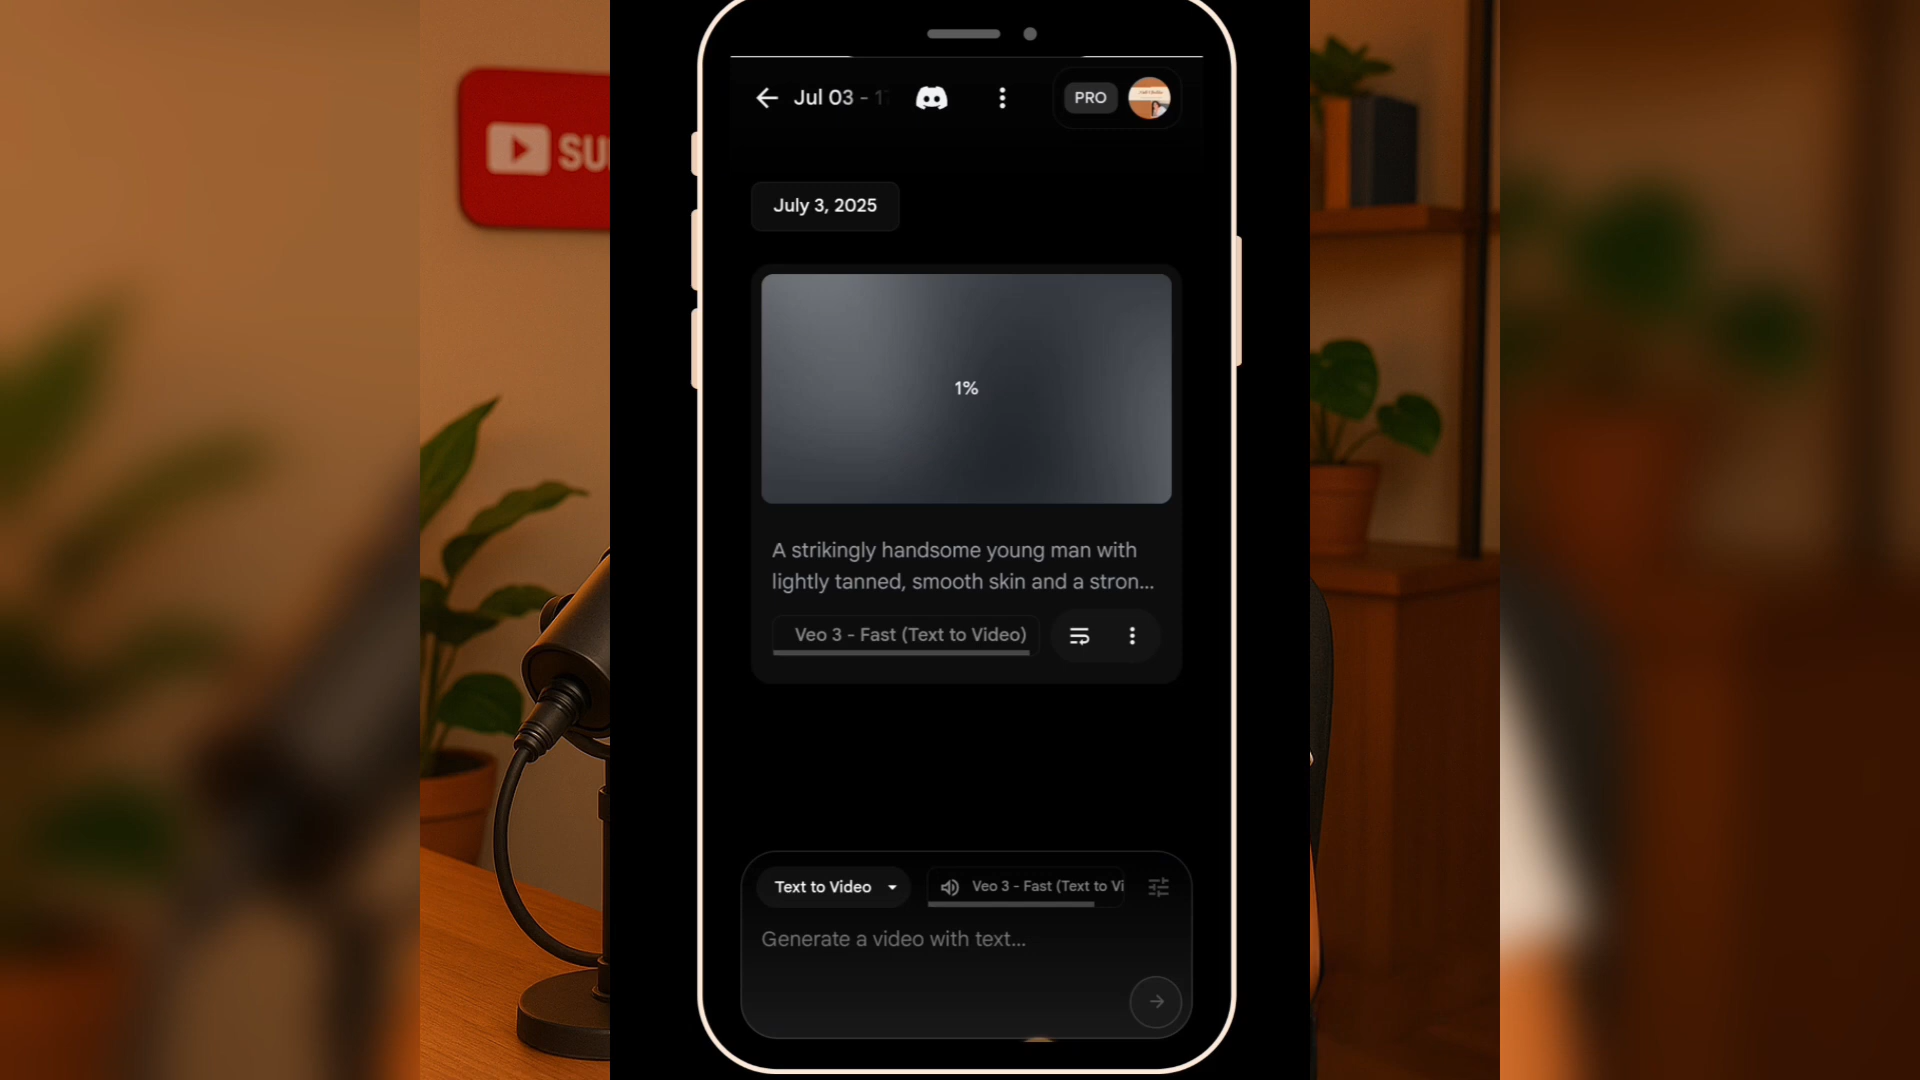 SU
Jul 03 - 1
PRO
July 3, 2025
1%
A strikingly handsome young man with
lightly tanned, smooth skin and a stron...
Veo 3 - Fast (Text to Video)
Text to Video
Veo 3 - Fast (Text to Vi
Generate a video with text...